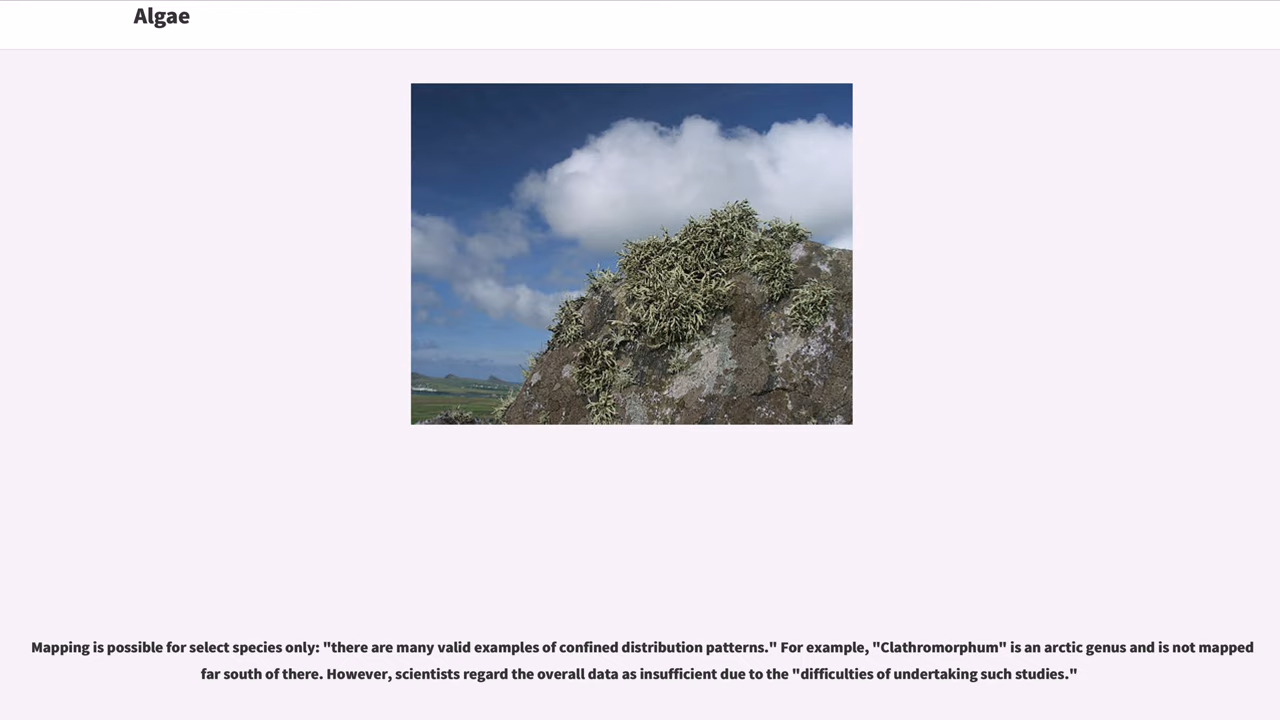 Algae
Mapping is possible for select species only: "there are many valid examples of confined distribution patterns." For example, "Clathromorphum" is an arctic genus and is not mapped
far south of there. However, scientists regard the overall data as insufficient due to the "difficulties of undertaking such studies."